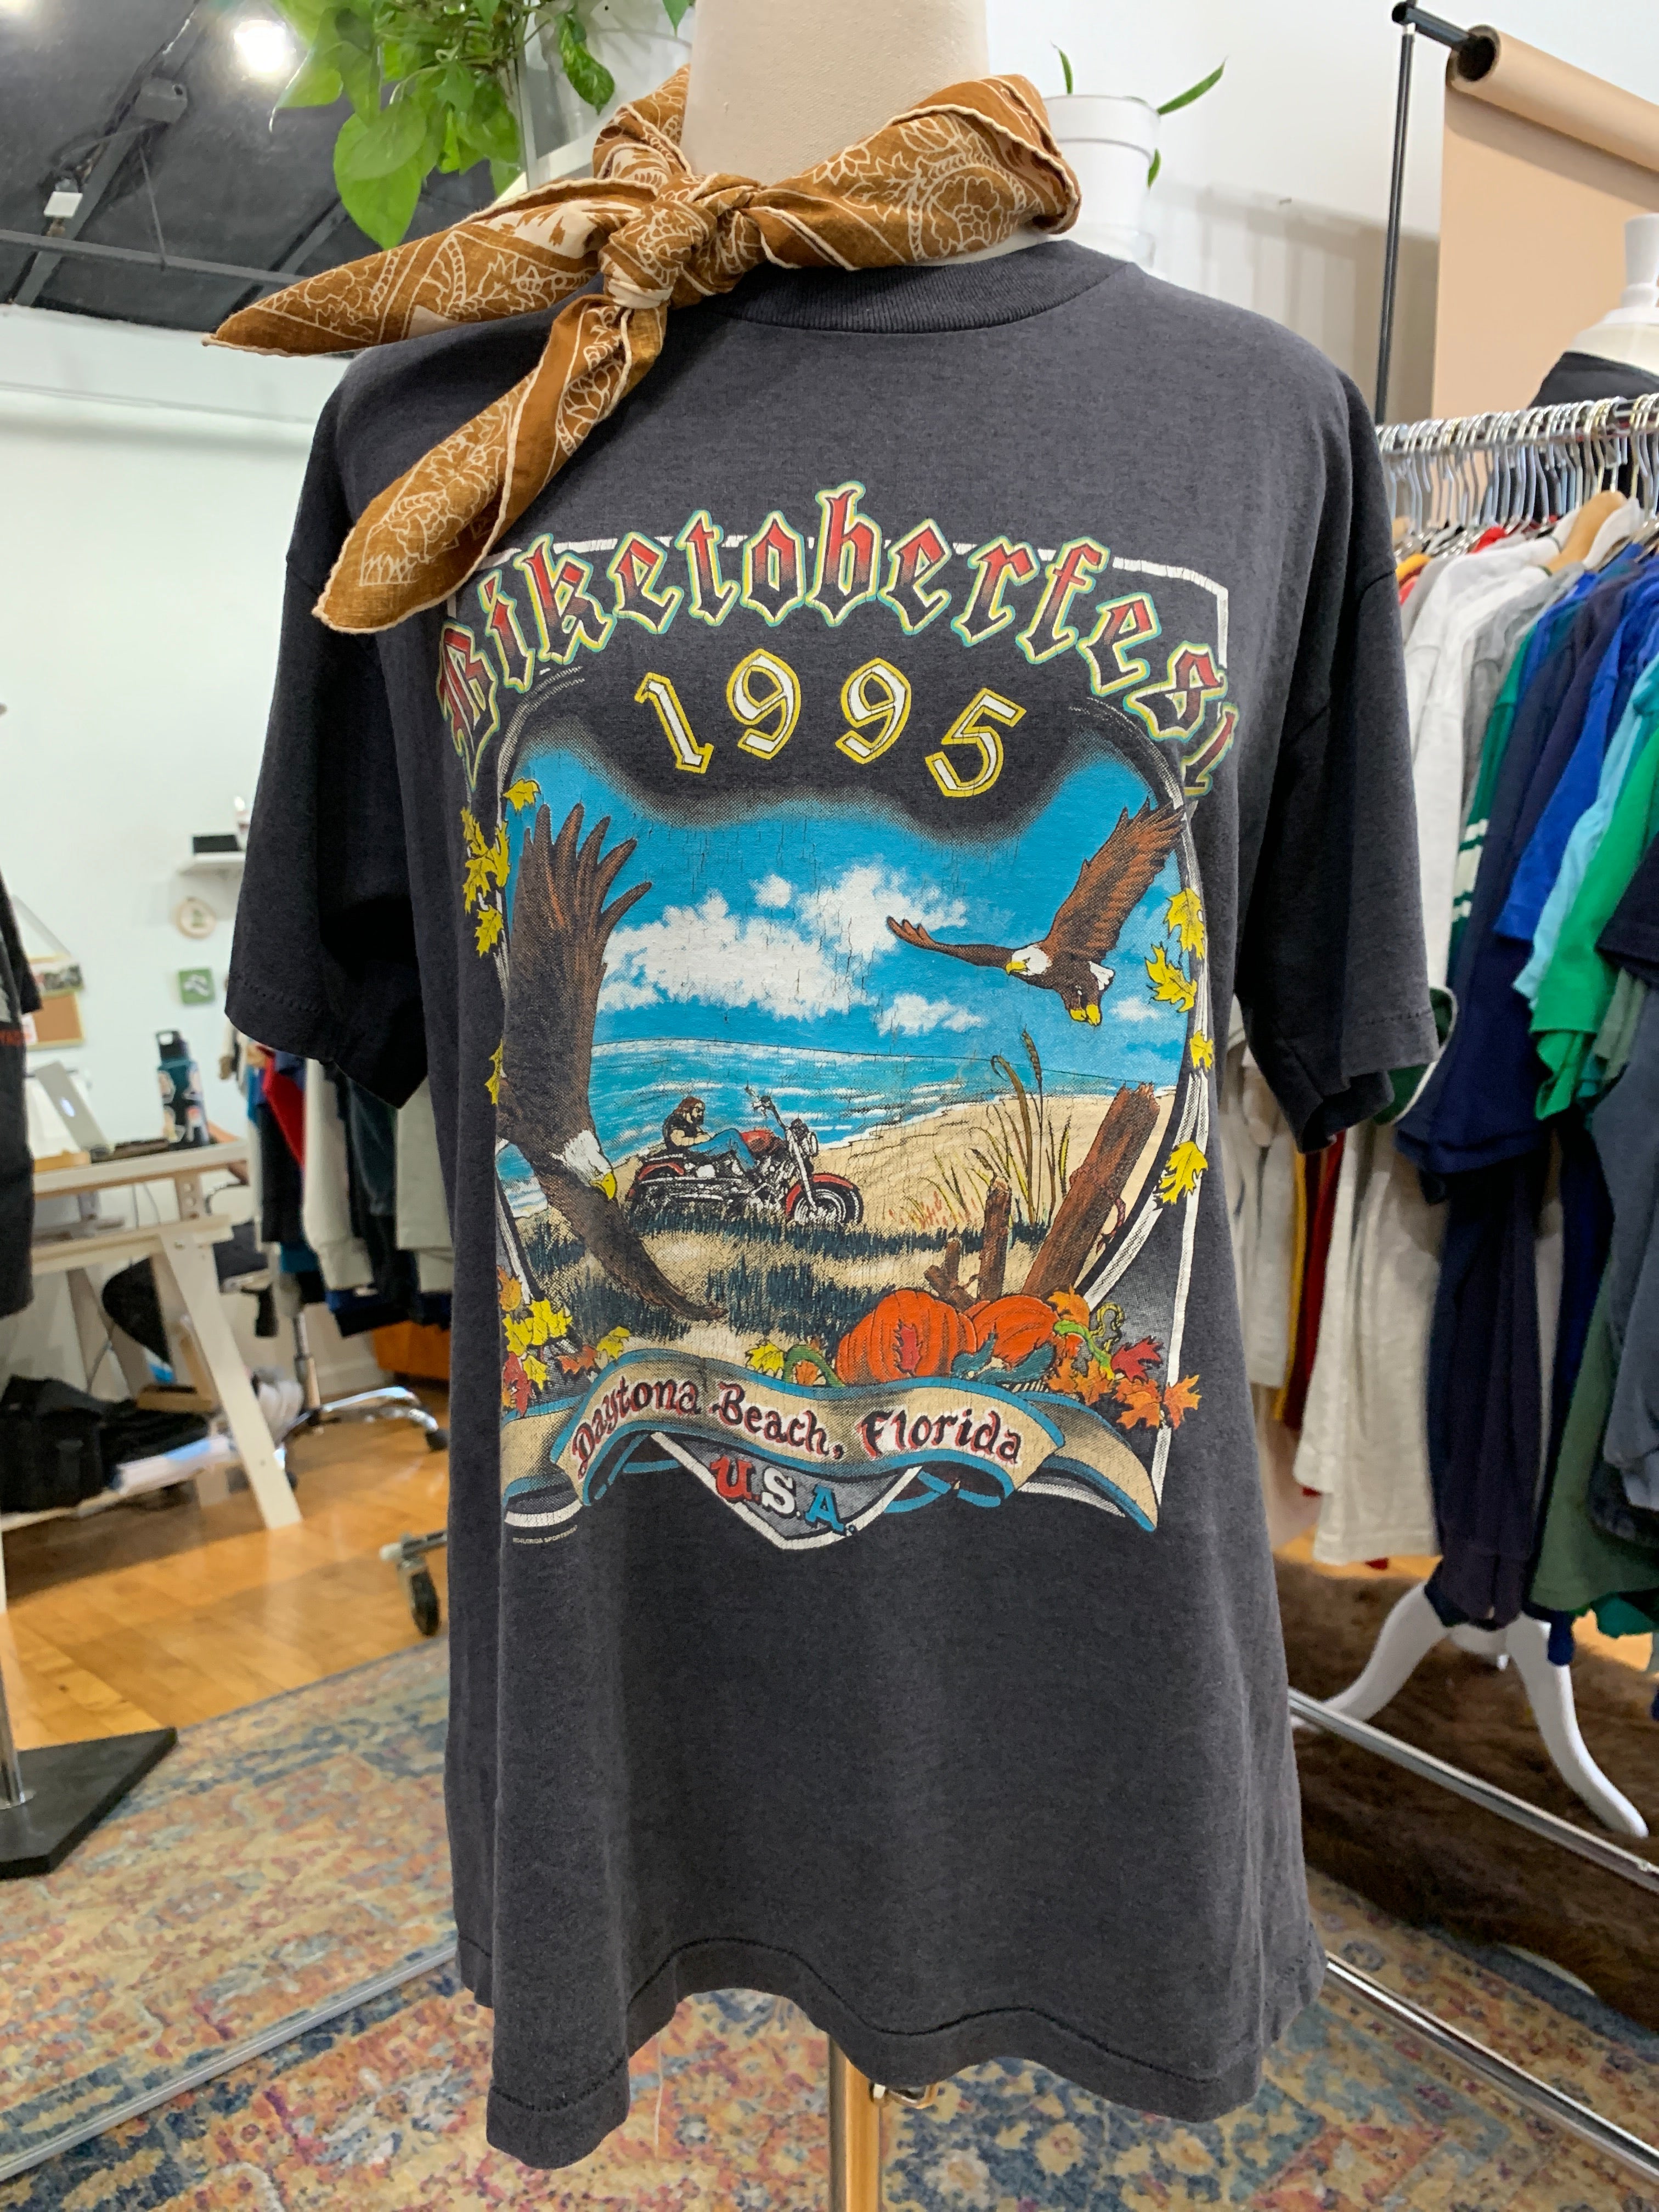 Biketoberfest
1995
Daytona Beach, Florida
U.S.A.